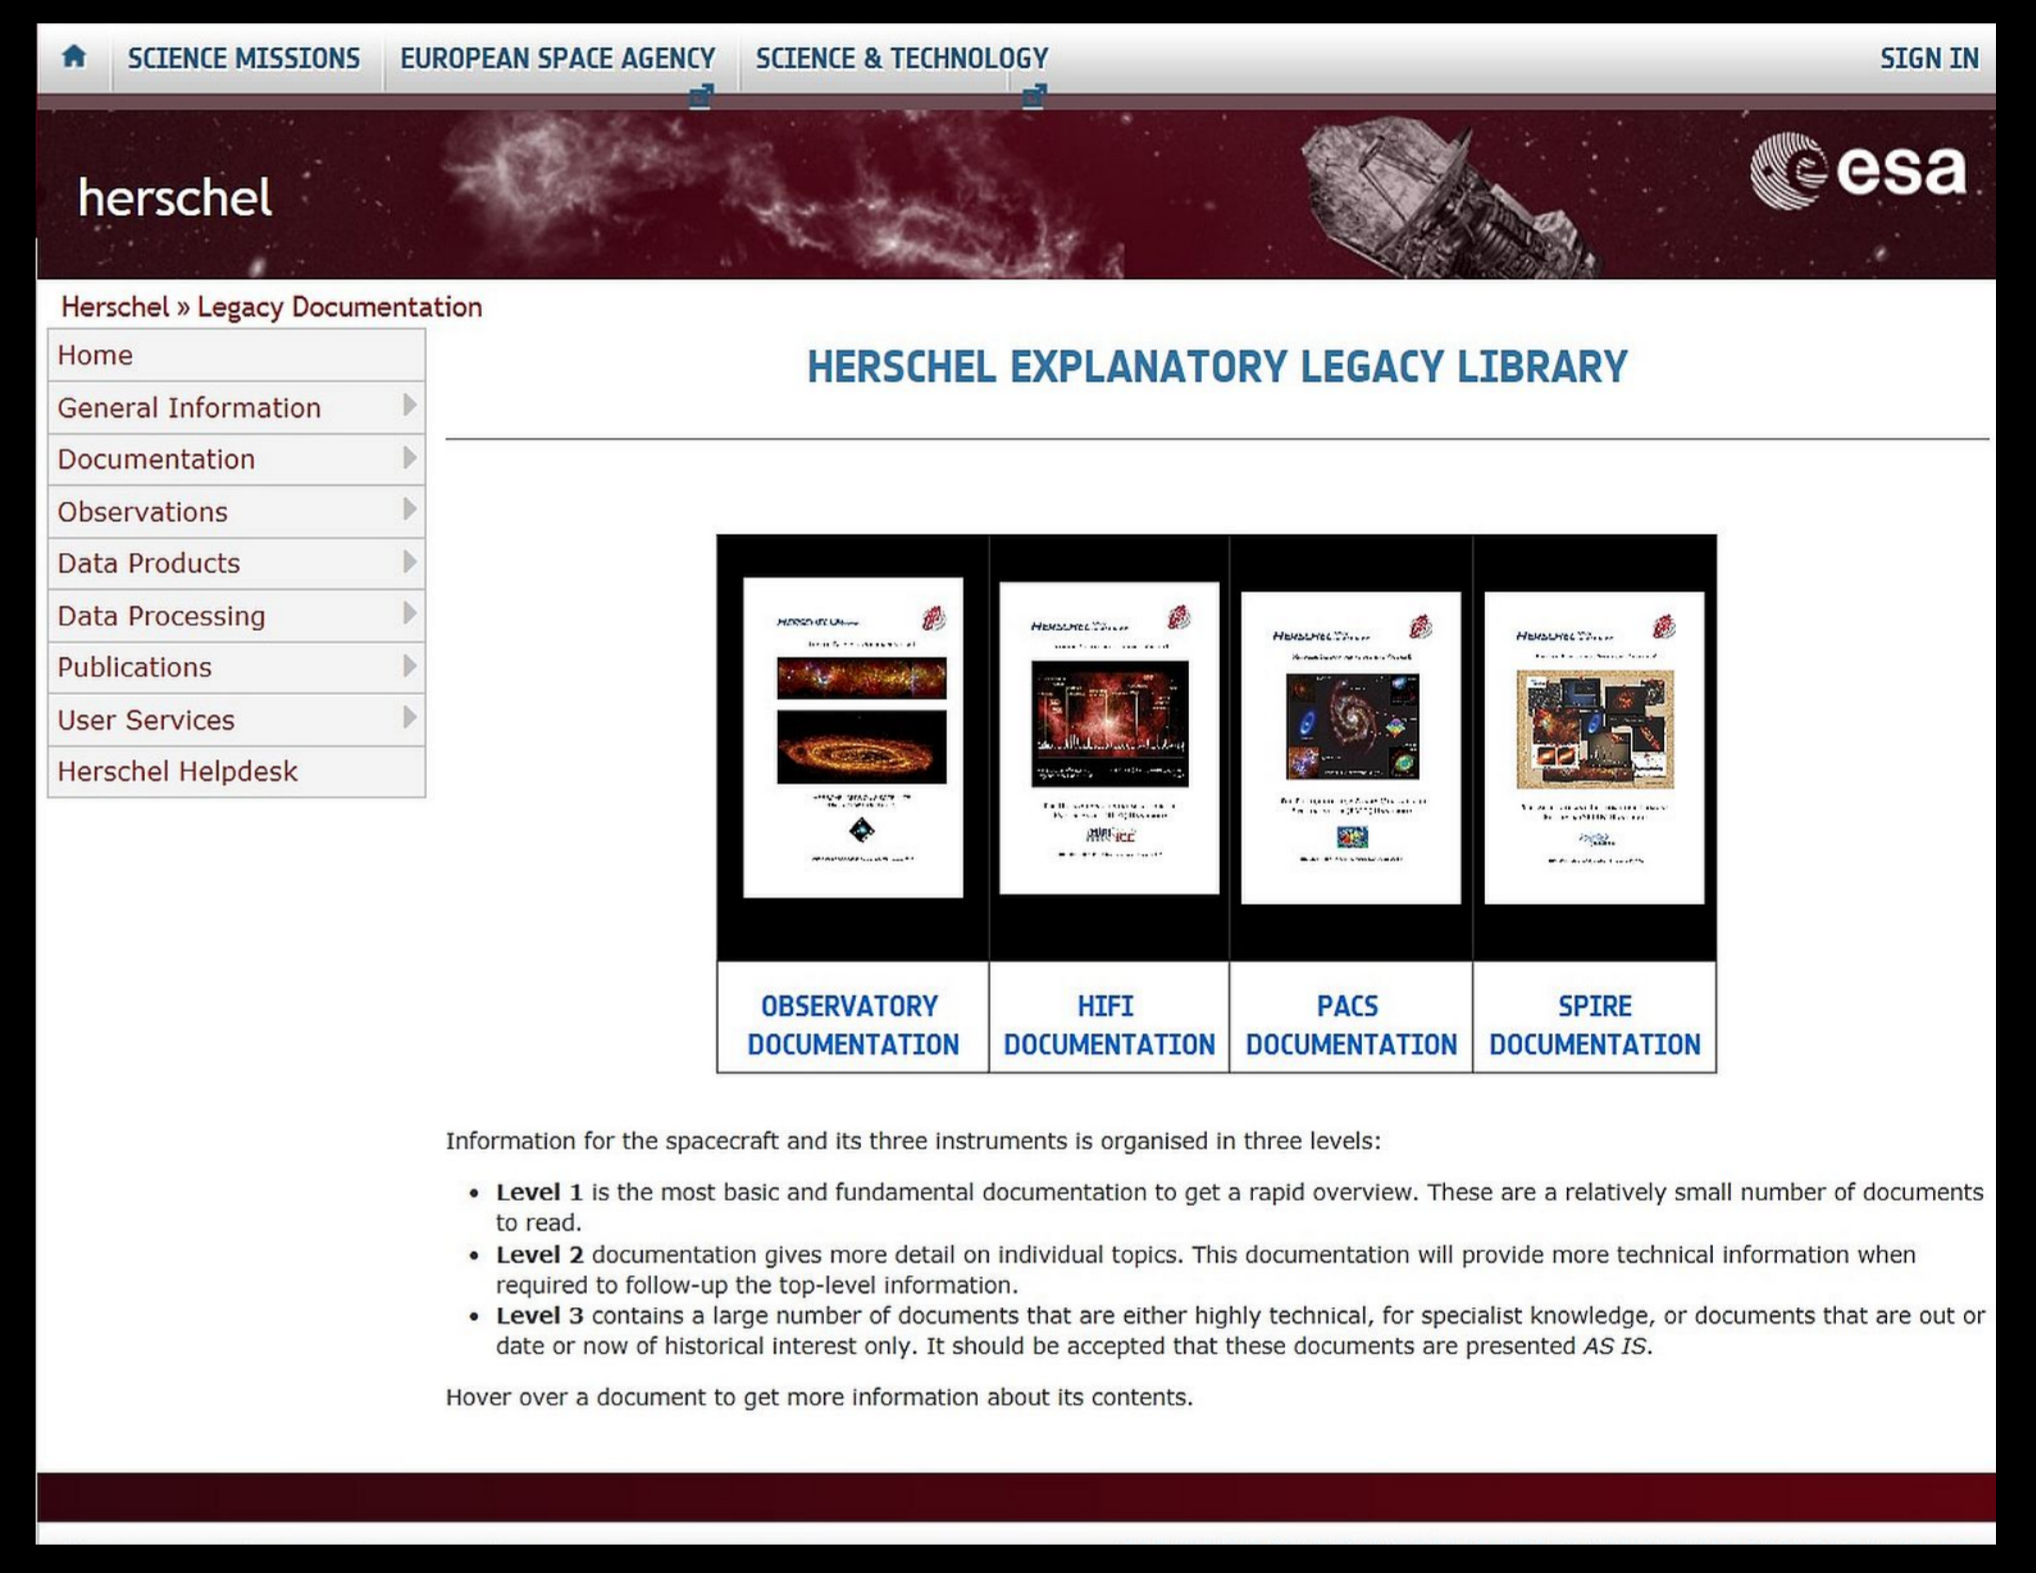 SCIENCE MISSIONS
EUROPEAN SPACE AGENCY
SCIENCE & TECHNOLOGY
SIGN IN
herschel
esa
Herschel » Legacy Documentation
Home
General Information
Documentation
Observations
Data Products
Data Processing
Publications
User Services
Herschel Helpdesk
HERSCHEL EXPLANATORY LEGACY LIBRARY
OBSERVATORY
DOCUMENTATION
HIFI
DOCUMENTATION
PACS
DOCUMENTATION
SPIRE
DOCUMENTATION
Information for the spacecraft and its three instruments is organised in three levels:
• Level 1 is the most basic and fundamental documentation to get a rapid overview. These are a relatively small number of documents
to read.
• Level 2 documentation gives more detail on individual topics. This documentation will provide more technical information when
required to follow-up the top-level information.
• Level 3 contains a large number of documents that are either highly technical, for specialist knowledge, or documents that are out or
date or now of historical interest only. It should be accepted that these documents are presented AS IS.
Hover over a document to get more information about its contents.